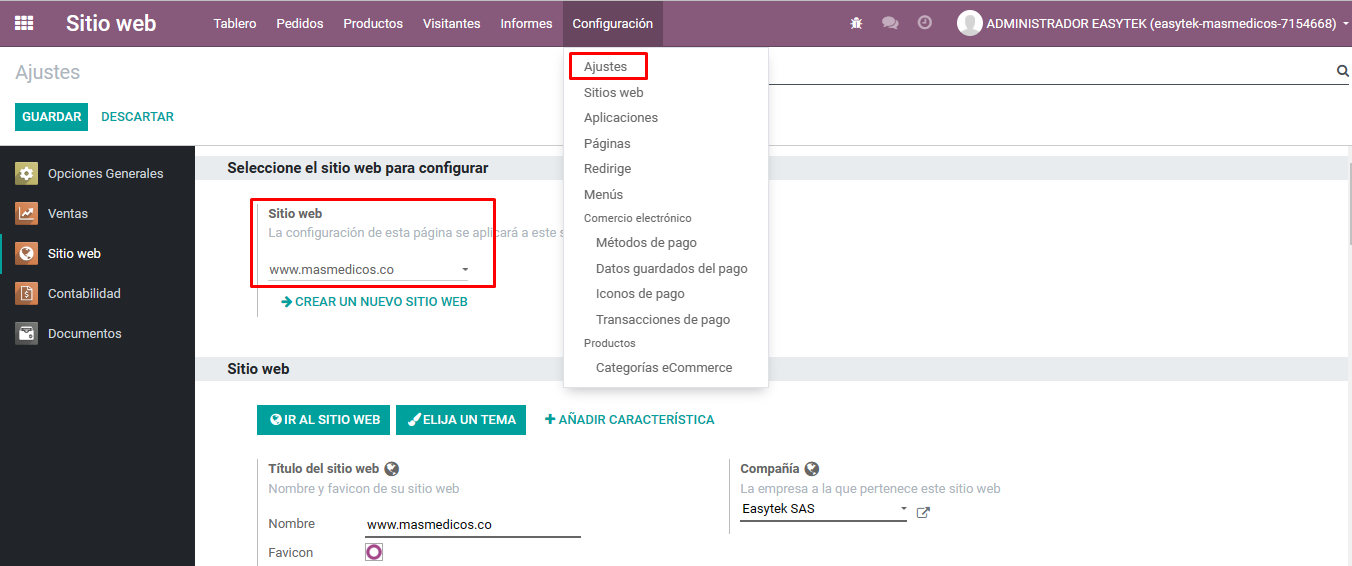 Sitio web Tablero Pedidos Productos Visitantes Informes Configuración ADMINISTRADOR EASYTEK (easytek-masmedicos-7154668)
Ajustes
GUARDAR DESCARTAR
Ajustes
Sitios web
Aplicaciones
Páginas
Redirige
Menús
Comercio electrónico
Métodos de pago
Datos guardados del pago
Iconos de pago
Transacciones de pago
Productos
Categorías eCommerce
Opciones Generales
Ventas
Sitio web
Contabilidad
Documentos
Seleccione el sitio web para configurar
Sitio web
La configuración de esta página se aplicará a este
www.masmedicos.co
CREAR UN NUEVO SITIO WEB
Sitio web
IR AL SITIO WEB ELIJA UN TEMA AÑADIR CARACTERÍSTICA
Título del sitio web
Nombre y favicon de su sitio web
Nombre www.masmedicos.co
Favicon
Compañía
La empresa a la que pertenece este sitio web
Easytek SAS